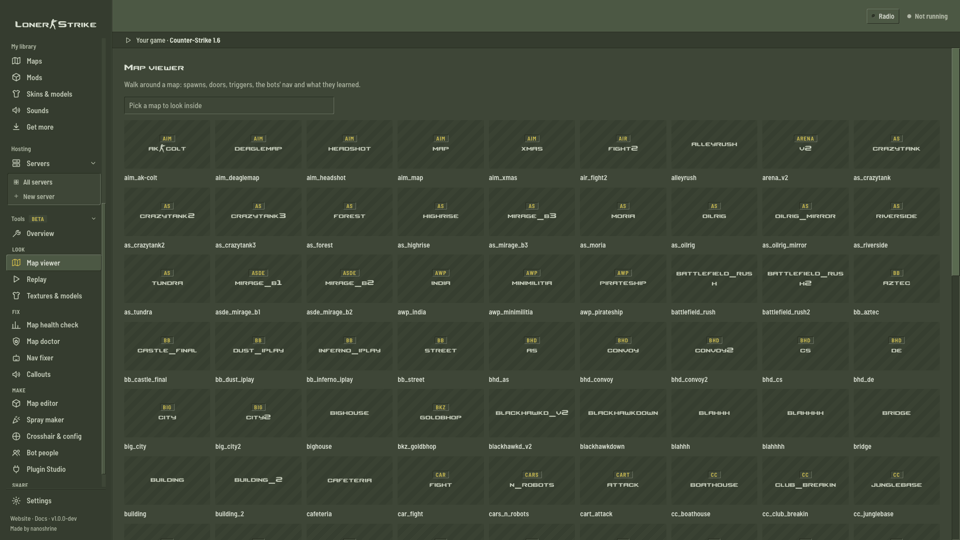 LONER STRIKE
Radio
Not running
Your game · Counter-Strike 1.6
My library
Maps
Mods
Skins & models
Sounds
Get more
Hosting
Servers
All servers
+ New server
Tools BETA
Overview
LOOK
Map viewer
Replay
Textures & models
FIX
Map health check
Map doctor
Nav fixer
Callouts
MAKE
Map editor
Spray maker
Crosshair & config
Bot people
Plugin Studio
SHARE
Settings
Website · Docs · v1.0.0-dev
Made by nanoshrine
MAP VIEWER
Walk around a map: spawns, doors, triggers, the bots' nav and what they learned.
Pick a map to look inside
AIM AIM AIM AIM AIM AIR ARENA AS
AK COLT DEAGLEMAP HEADSHOT MAP XMAS FIGHT2 ALLEYRUSH V2 CRAZYTANK
aim_ak-colt aim_deaglemap aim_headshot aim_map aim_xmas air_fight2 alleyrush arena_v2 as_crazytank
AS AS AS AS AS AS AS AS AS
CRAZYTANK2 CRAZYTANK3 FOREST HIGHRISE MIRAGE_B3 MORIA OILRIG OILRIG_MIRROR RIVERSIDE
as_crazytank2 as_crazytank3 as_forest as_highrise as_mirage_b3 as_moria as_oilrig as_oilrig_mirror as_riverside
AS ASDE ASDE AWP AWP AWP BB
TUNDRA MIRAGE_B1 MIRAGE_B2 INDIA MINIMILITIA PIRATESHIP BATTLEFIELD_RUSH BATTLEFIELD_RUSH2 AZTEC
as_tundra asde_mirage_b1 asde_mirage_b2 awp_india awp_minimilitia awp_pirateship battlefield_rush battlefield_rush2 bb_aztec
BB BB BB BB BHD BHD BHD BHD BHD
CASTLE_FINAL DUST_IPLAY INFERNO_IPLAY STREET AS CONVOY CONVOY2 CS DE
bb_castle_final bb_dust_iplay bb_inferno_iplay bb_street bhd_as bhd_convoy bhd_convoy2 bhd_cs bhd_de
BIG BIG BKZ
CITY CITY2 BIGHOUSE GOLDBHOP BLACKHAWKD_V2 BLACKHAWKDOWN BLAHHH BLAHHHH BRIDGE
big_city big_city2 bighouse bkz_goldbhop blackhawkd_v2 blackhawkdown blahhh blahhhh bridge
CAR CARS CART CC CC CC
BUILDING BUILDING_2 CAFETERIA FIGHT N_ROBOTS ATTACK BOATHOUSE CLUB_BREAKIN JUNGLEBASE
building building_2 cafeteria car_fight cars_n_robots cart_attack cc_boathouse cc_club_breakin cc_junglebase